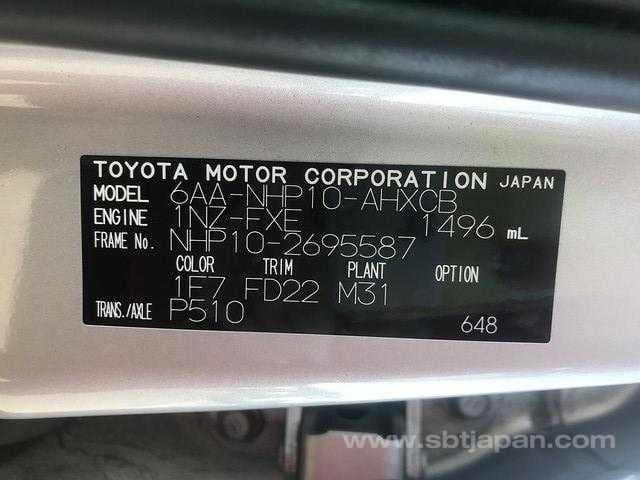 TOYOTA MOTOR CORPORATION JAPAN
MODEL 6AA-NHP10-AHXCB
ENGINE 1NZ-FXE 1496 mL
FRAME No. NHP10-2695587
COLOR TRIM PLANT OPTION
1F7 FD22 M31
TRANS./AXLE P510
648
www.sbtjapan.com